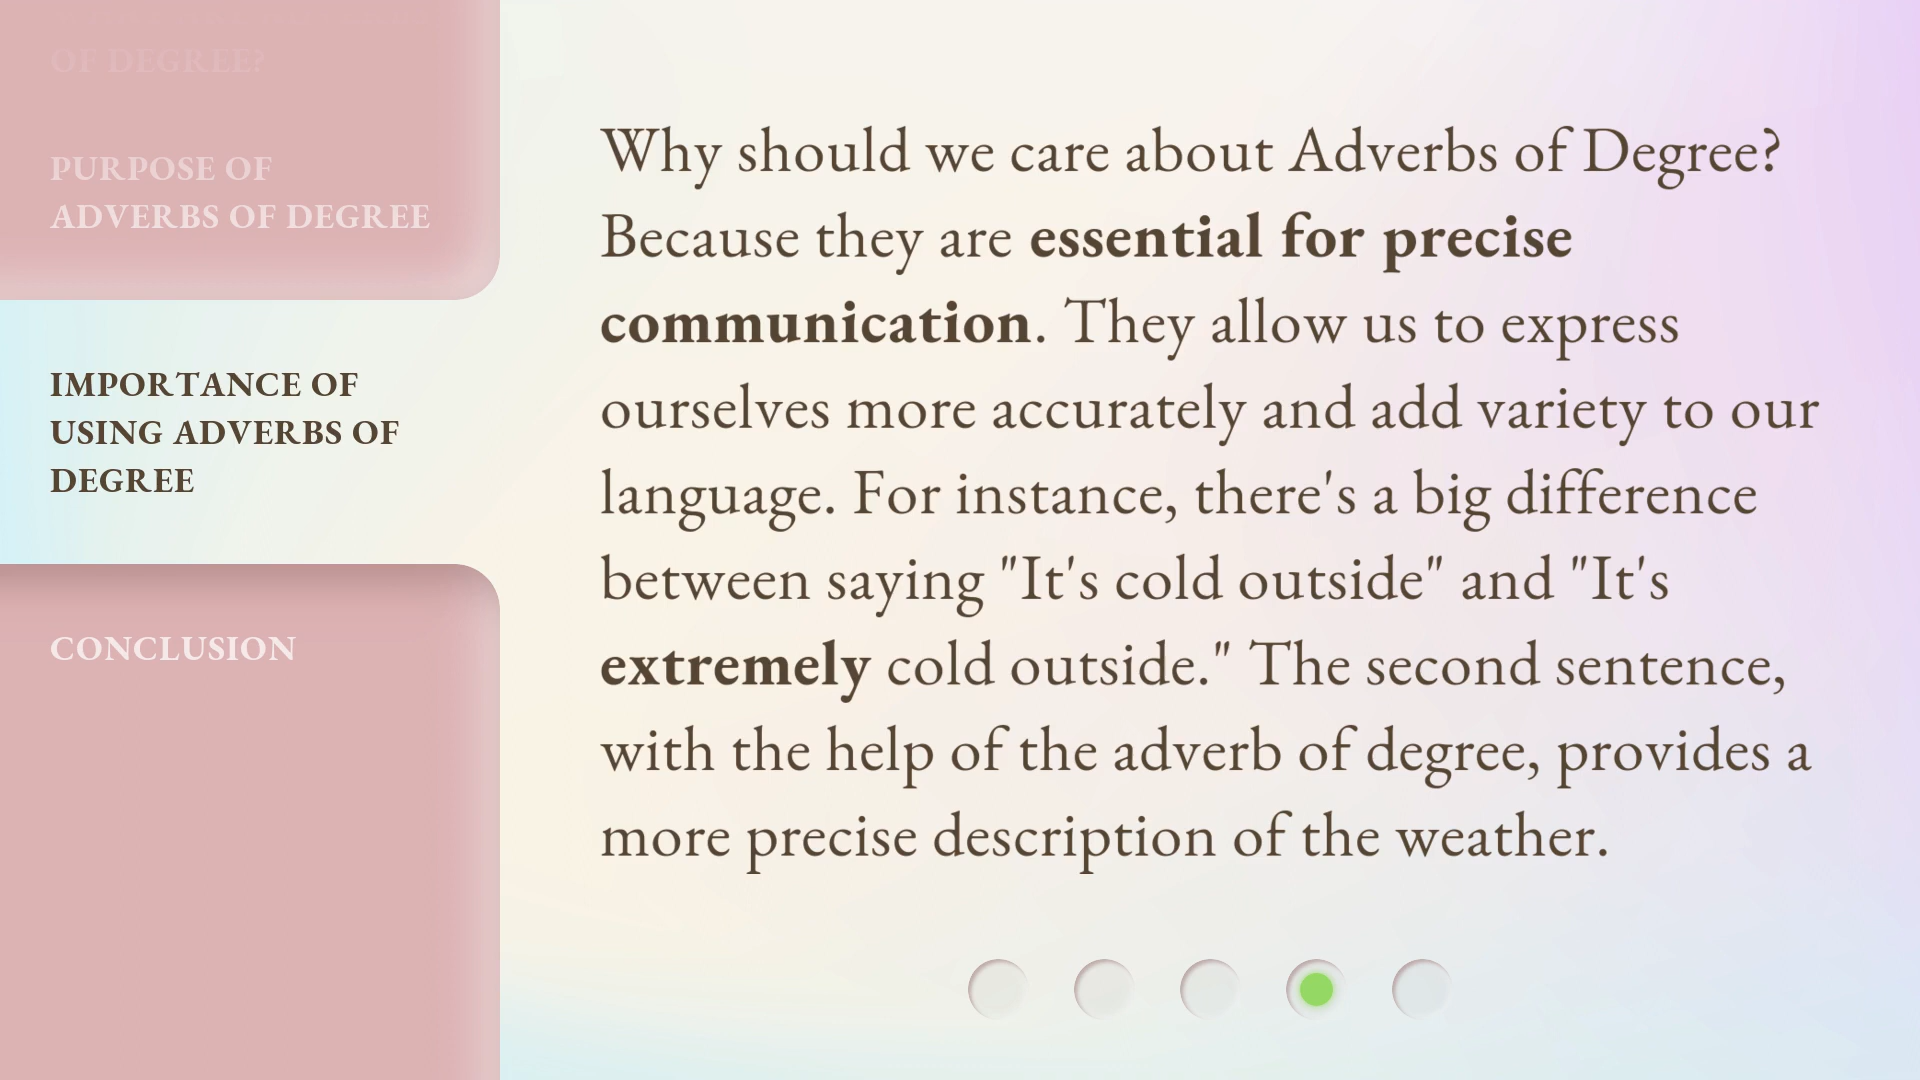 OF DEGREE?
PURPOSE OF
ADVERBS OF DEGREE
IMPORTANCE OF
USING ADVERBS OF
DEGREE
CONCLUSION
Why should we care about Adverbs of Degree?
Because they are essential for precise
communication. They allow us to express
ourselves more accurately and add variety to our
language. For instance, there's a big difference
between saying "It's cold outside" and "It's
extremely cold outside." The second sentence,
with the help of the adverb of degree, provides a
more precise description of the weather.